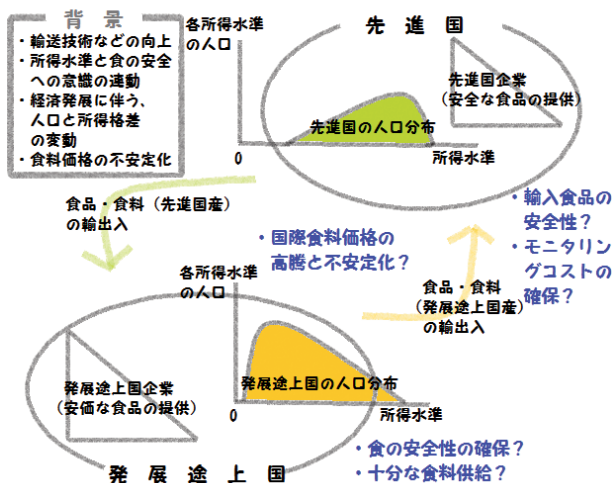 背景
・輸送技術などの向上
・所得水準と食の安全
への意識の連動
・経済発展に伴う、
人口と所得格差
の変動
・食料価格の不安定化
各所得水準
の人口
先進国
先進国企業
(安全な食品の提供)
先進国の人口分布
0
所得水準
食品・食料(先進国産)
の輸出入
・国際食料価格の
高騰と不安定化?
・輸入食品の
安全性?
・モニタリン
グコストの
確保?
食品・食料
(発展途上国産)
の輸出入
各所得水準
の人口
発展途上国企業
(安価な食品の提供)
発展途上国の人口分布
0
所得水準
・食の安全性の確保?
・十分な食料供給?
発展途上国